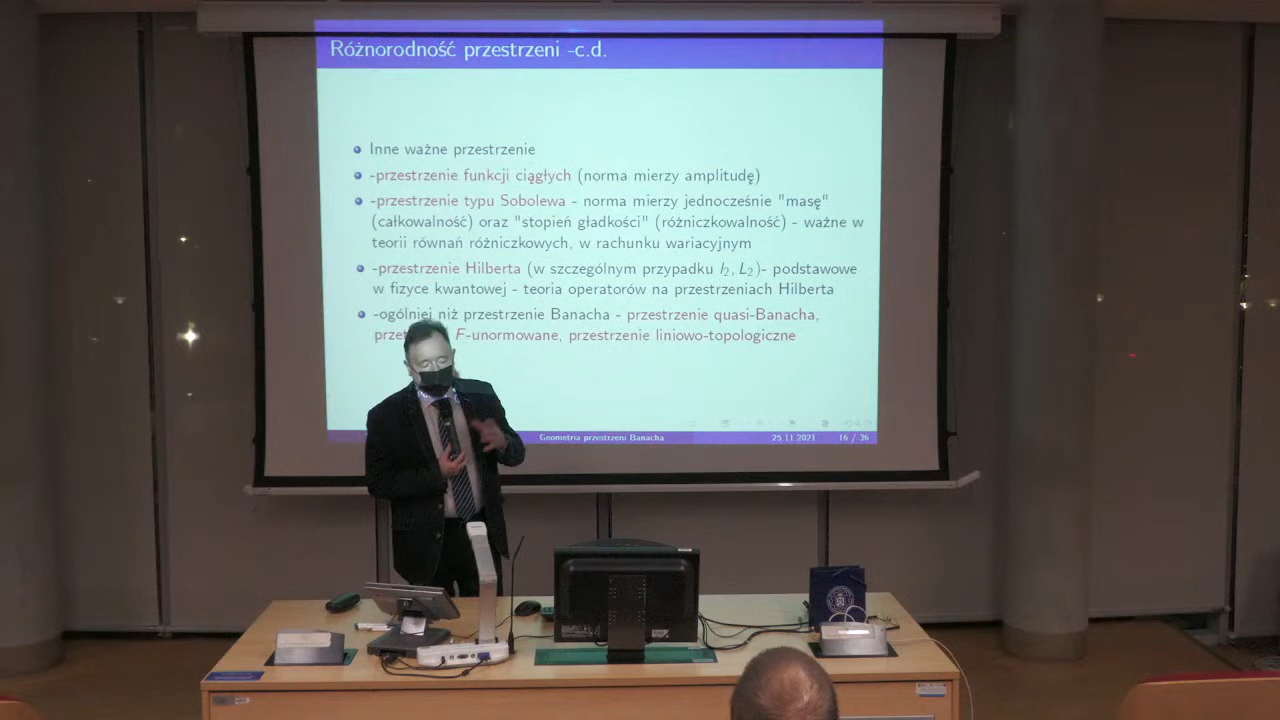 Różnorodność przestrzeni -c.d.
Inne ważne przestrzenie
-przestrzenie funkcji ciągłych (norma mierzy amplitudę)
-przestrzenie typu Sobolewa - norma mierzy jednocześnie "masę"
(całkowalność) oraz "stopień gładkości" (różniczkowalność) - ważne w
teorii równań różniczkowych, w rachunku wariacyjnym
-przestrzenie Hilberta (w szczególnym przypadku l₂, L₂)- podstawowe
w fizyce kwantowej - teoria operatorów na przestrzeniach Hilberta
-ogólniej niż przestrzenie Banacha - przestrzenie quasi-Banacha,
F-unormowane, przestrzenie liniowo-topologiczne
Geometria przestrzeni Banacha 25.11.2021 16 / 36